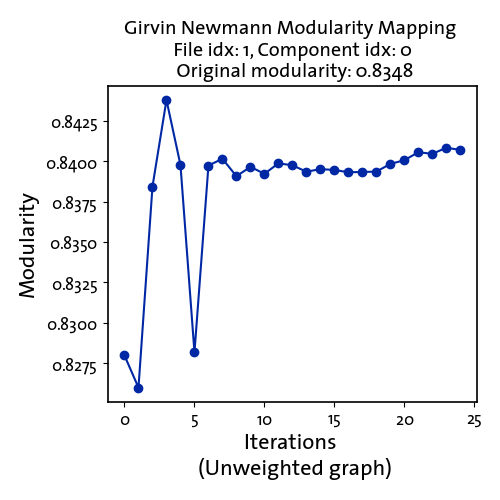 Girvin Newmann Modularity Mapping
File idx: 1, Component idx: 0
Original modularity: 0.8348
0.8425
0.8400
0.8375
0.8350
0.8325
0.8300
0.8275
Modularity
0 5 10 15 20 25
Iterations
(Unweighted graph)